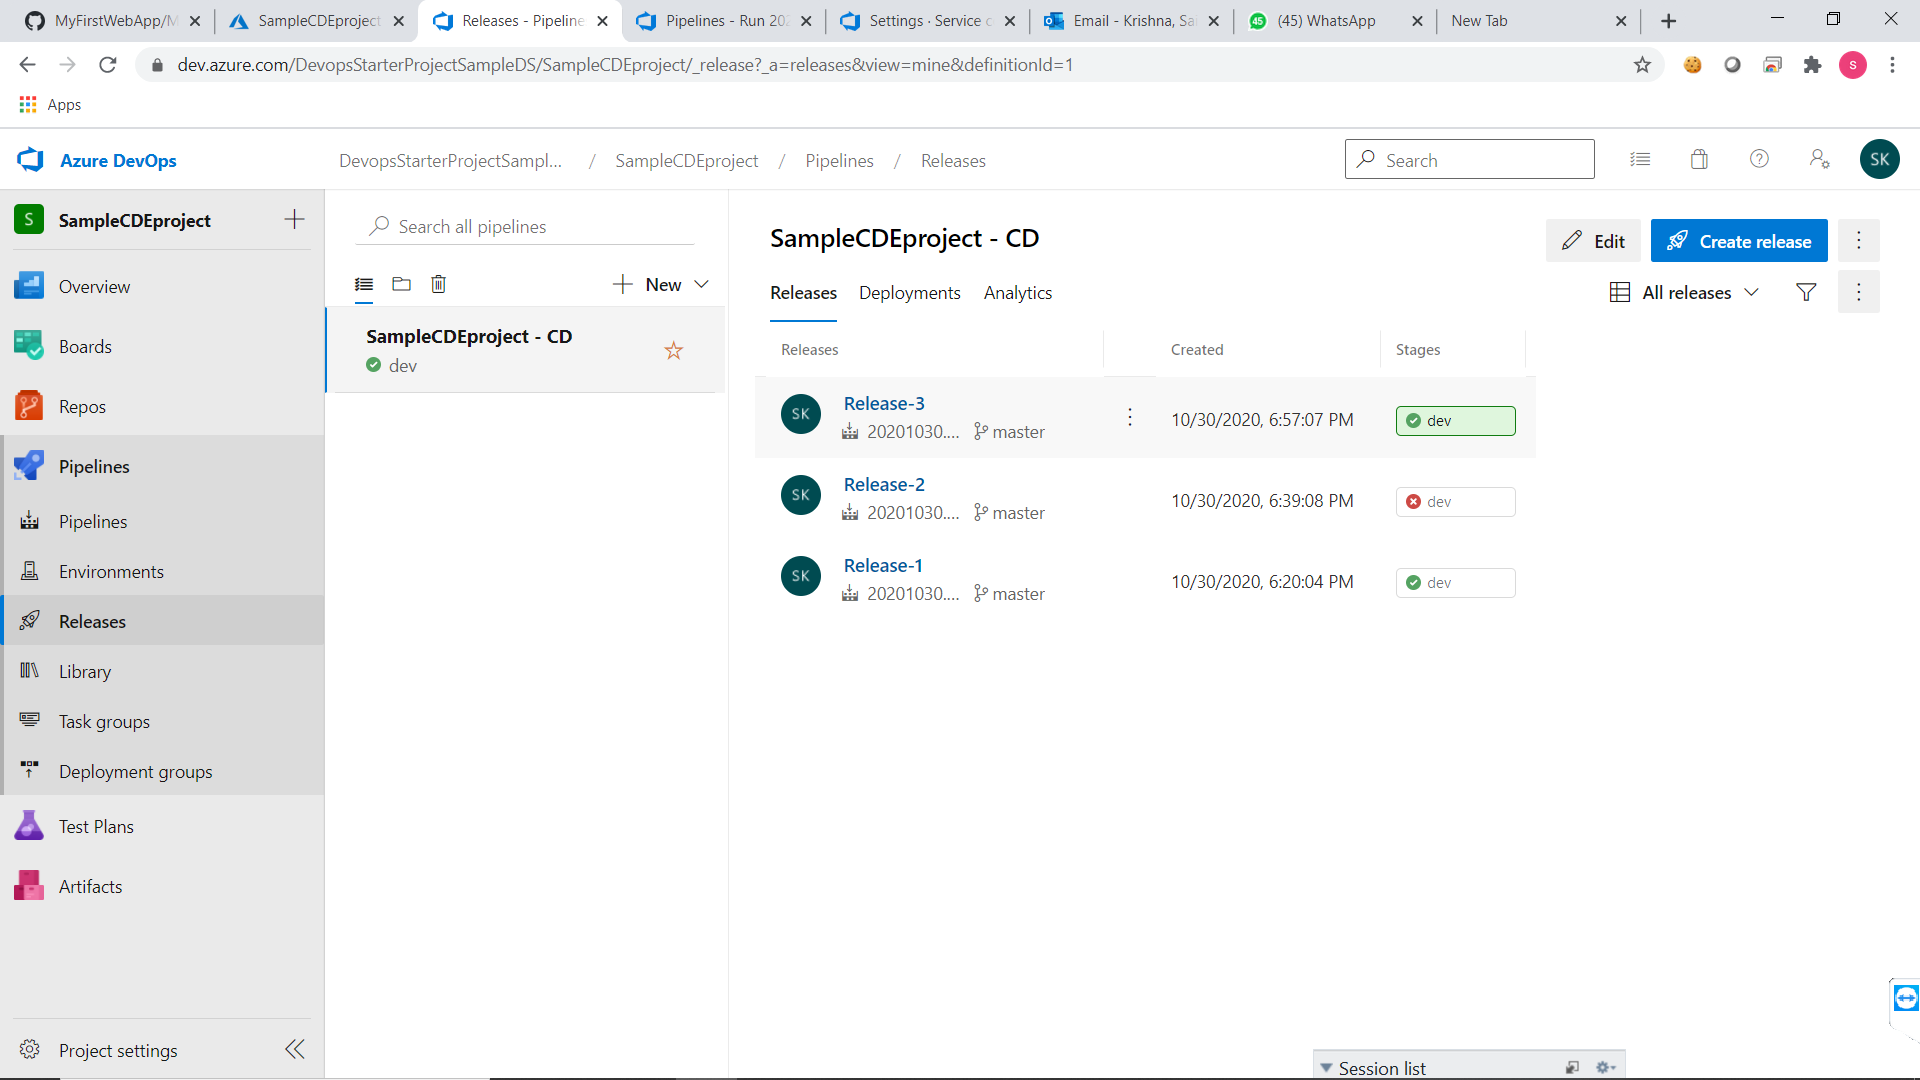 MyFirstWebApp/M
SampleCDEproject
Releases - Pipeline
Pipelines - Run 202
Settings · Service c
Email - Krishna, Sai
45 (45) WhatsApp
New Tab
dev.azure.com/DevopsStarterProjectSampleDS/SampleCDEproject/_release?_a=releases&view=mine&definitionId=1
S
Apps
Azure DevOps
DevopsStarterProjectSampl... / SampleCDEproject / Pipelines / Releases
Search
SK
S SampleCDEproject
Overview
Boards
Repos
Pipelines
Pipelines
Environments
Releases
Library
Task groups
Deployment groups
Test Plans
Artifacts
Project settings
Search all pipelines
New
SampleCDEproject - CD
dev
SampleCDEproject - CD
Edit
Create release
Releases Deployments Analytics
All releases
Releases Created Stages
SK Release-3 10/30/2020, 6:57:07 PM dev
20201030.... master
SK Release-2 10/30/2020, 6:39:08 PM dev
20201030.... master
SK Release-1 10/30/2020, 6:20:04 PM dev
20201030.... master
Session list